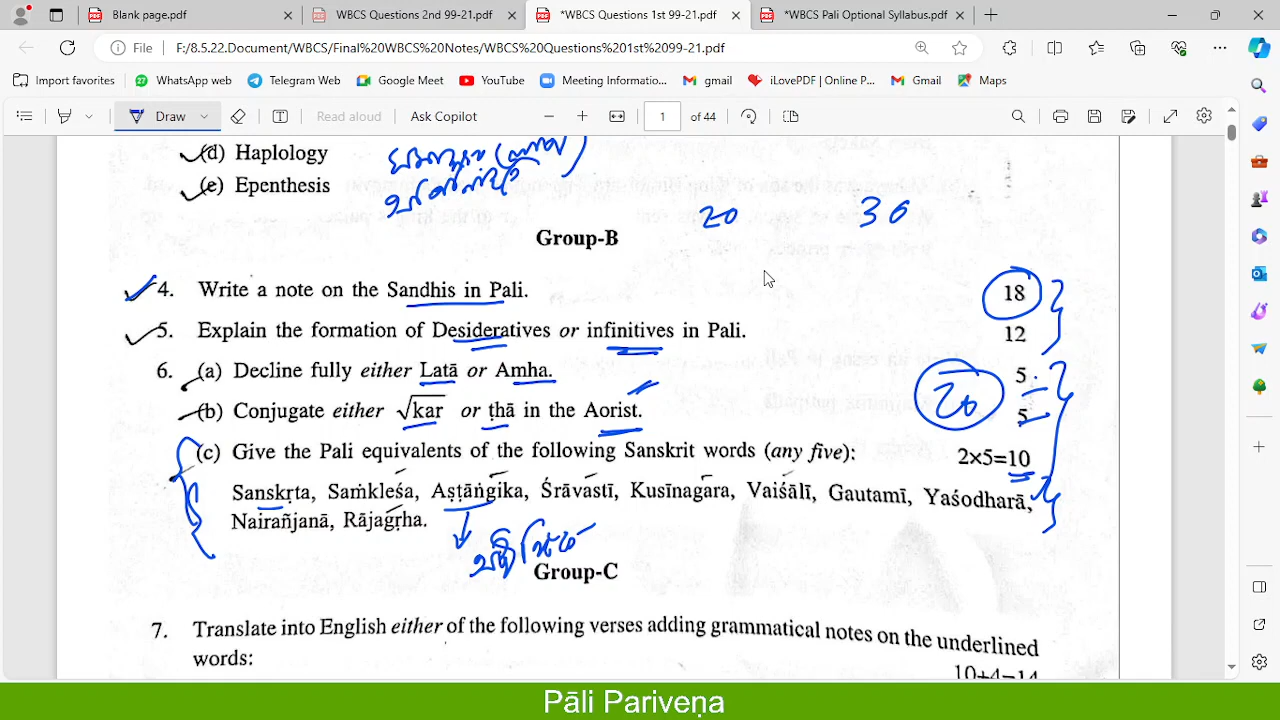 Blank page.pdf
WBCS Questions 2nd 99-21.pdf
*WBCS Questions 1st 99-21.pdf
*WBCS Pali Optional Syllabus.pdf
File
F:/8.5.22.Document/WBCS/Final%20WBCS%20Notes/WBCS%20Questions%201st%2099-21.pdf
Import favorites
WhatsApp web
Telegram Web
Google Meet
YouTube
Meeting Informatio...
gmail
iLovePDF | Online P...
Gmail
Maps
Draw
Read aloud
Ask Copilot
1
of 44
(d) Haplology
(e) Epenthesis
20
30
Group-B
4. Write a note on the Sandhis in Pali. 18
5. Explain the formation of Desideratives or infinitives in Pali. 12
6. (a) Decline fully either Latā or Amha. 5
(b) Conjugate either √kar or ṭhā in the Aorist. 5
20
(c) Give the Pali equivalents of the following Sanskrit words (any five): 2×5=10
Sanskṛta, Saṁkleśa, Aṣṭāṅgika, Śrāvastī, Kusīnagara, Vaiśālī, Gautamī, Yaśodharā,
Nairañjanā, Rājagṛha.
Group-C
7. Translate into English either of the following verses adding grammatical notes on the underlined
words:
10+4=14
Pāli Pariveṇa